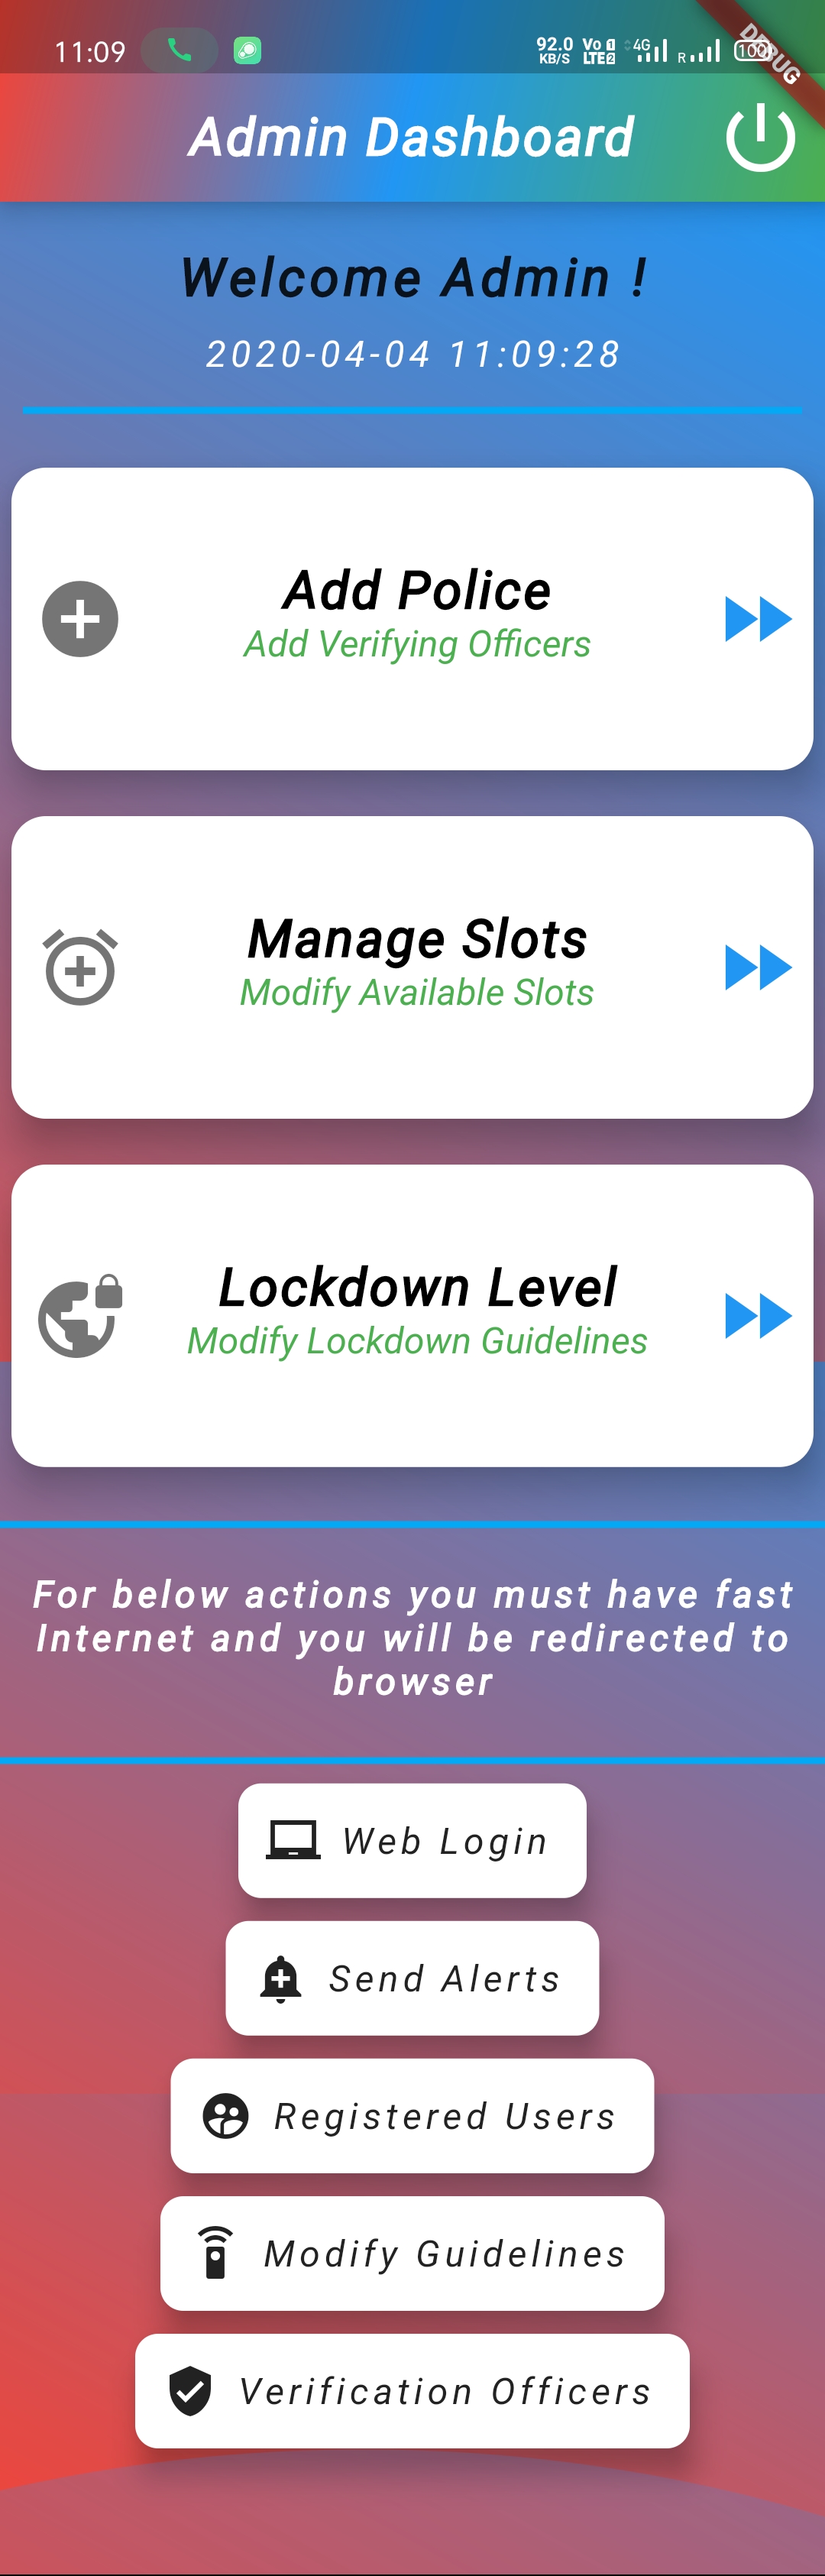 11:09
92.0 KB/S
Vo 1 LTE 2
4G
R
100
DEBUG
Admin Dashboard
Welcome Admin !
2020-04-04 11:09:28
Add Police
Add Verifying Officers
Manage Slots
Modify Available Slots
Lockdown Level
Modify Lockdown Guidelines
For below actions you must have fast
Internet and you will be redirected to
browser
Web Login
Send Alerts
Registered Users
Modify Guidelines
Verification Officers